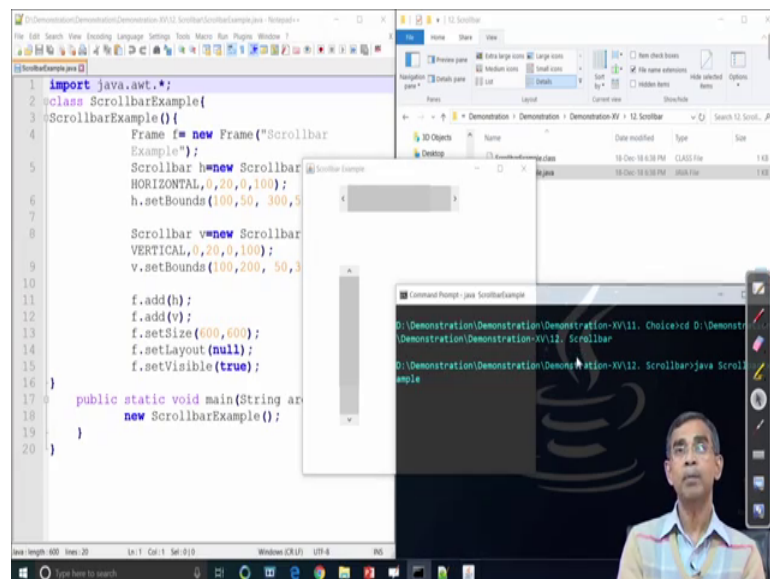 D:\Demonstration\Demonstration\Demonstration-XV\12. Scrollbar\ScrollbarExample.java - Notepad++
File Edit Search View Encoding Language Settings Tools Macro Run Plugins Window ?
ScrollbarExample.java
1 import java.awt.*;
2 class ScrollbarExample{
3 ScrollbarExample(){
4 Frame f= new Frame("Scrollbar
Example");
5 Scrollbar h=new Scrollbar
HORIZONTAL,0,20,0,100);
6 h.setBounds(100,50, 300,5
7
8 Scrollbar v=new Scrollbar
VERTICAL,0,20,0,100);
9 v.setBounds(100,200, 50,3
10
11 f.add(h);
12 f.add(v);
13 f.setSize(600,600);
14 f.setLayout(null);
15 f.setVisible(true);
16 }
17 public static void main(String ar
18 new ScrollbarExample();
19 }
20 }
length: 600 lines: 20 Ln:1 Col:1 Sel:0|0 Windows (CR LF) UTF-8 INS
Type here to search
12. Scrollbar
File Home Share View
Navigation pane
Preview pane
Details pane
Extra large icons Large icons
Medium icons Small icons
List Details
Sort by
Item check boxes
File name extensions
Hidden items
Hide selected items
Options
Panes Layout Current view Show/hide
Demonstration > Demonstration > Demonstration-XV > 12. Scrollbar
Search 12. Scroll...
3D Objects
Desktop
Name Date modified Type Size
ScrollbarExample.class 18-Dec-18 6:38 PM CLASS File 1 KB
18-Dec-18 6:38 PM JAVA File 1 KB
Scrollbar Example
Command Prompt - java ScrollbarExample
D:\Demonstration\Demonstration\Demonstration-XV\11. Choice>cd D:\Demonstra
\Demonstration\Demonstration-XV\12. Scrollbar
D:\Demonstration\Demonstration\Demonstration-XV\12. Scrollbar>java Scroll
ample